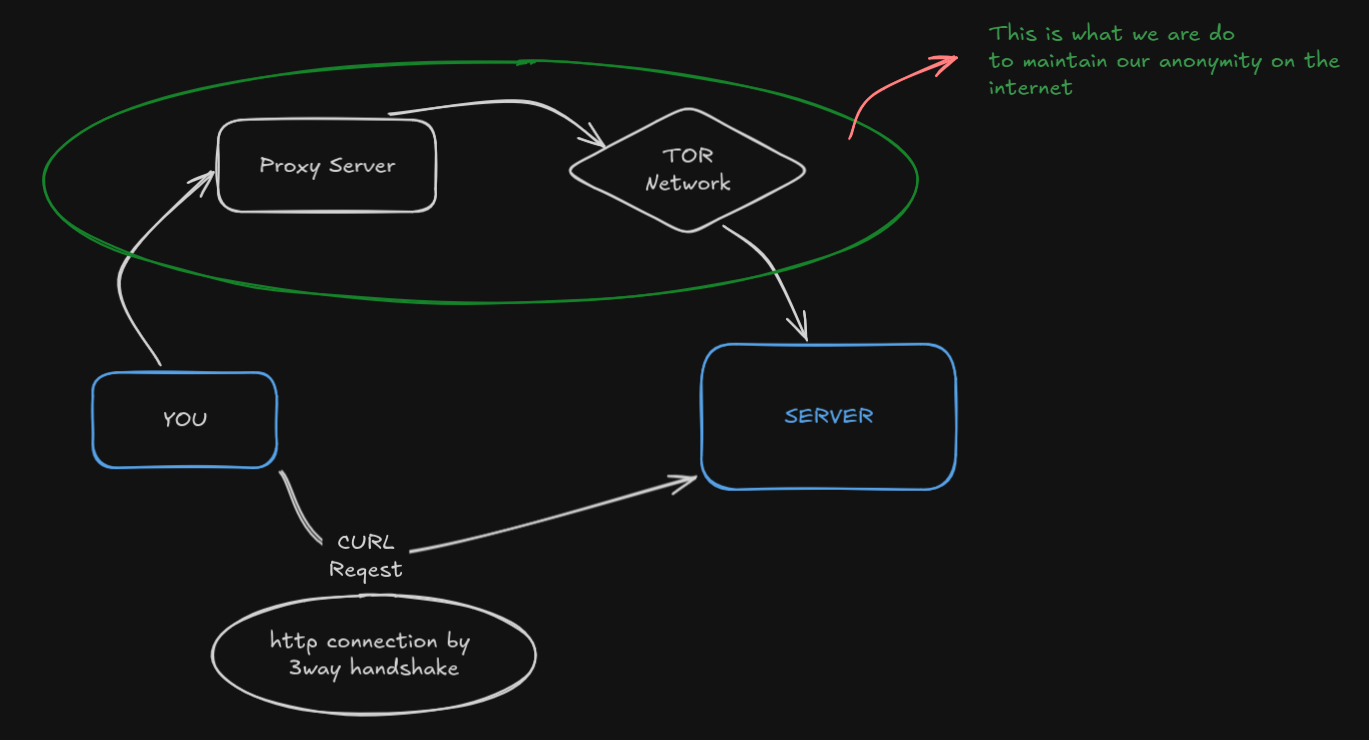 This is what we are do
to maintain our anonymity on the
internet
Proxy Server
TOR
Network
YOU
SERVER
CURL
Reqest
http connection by
3way handshake